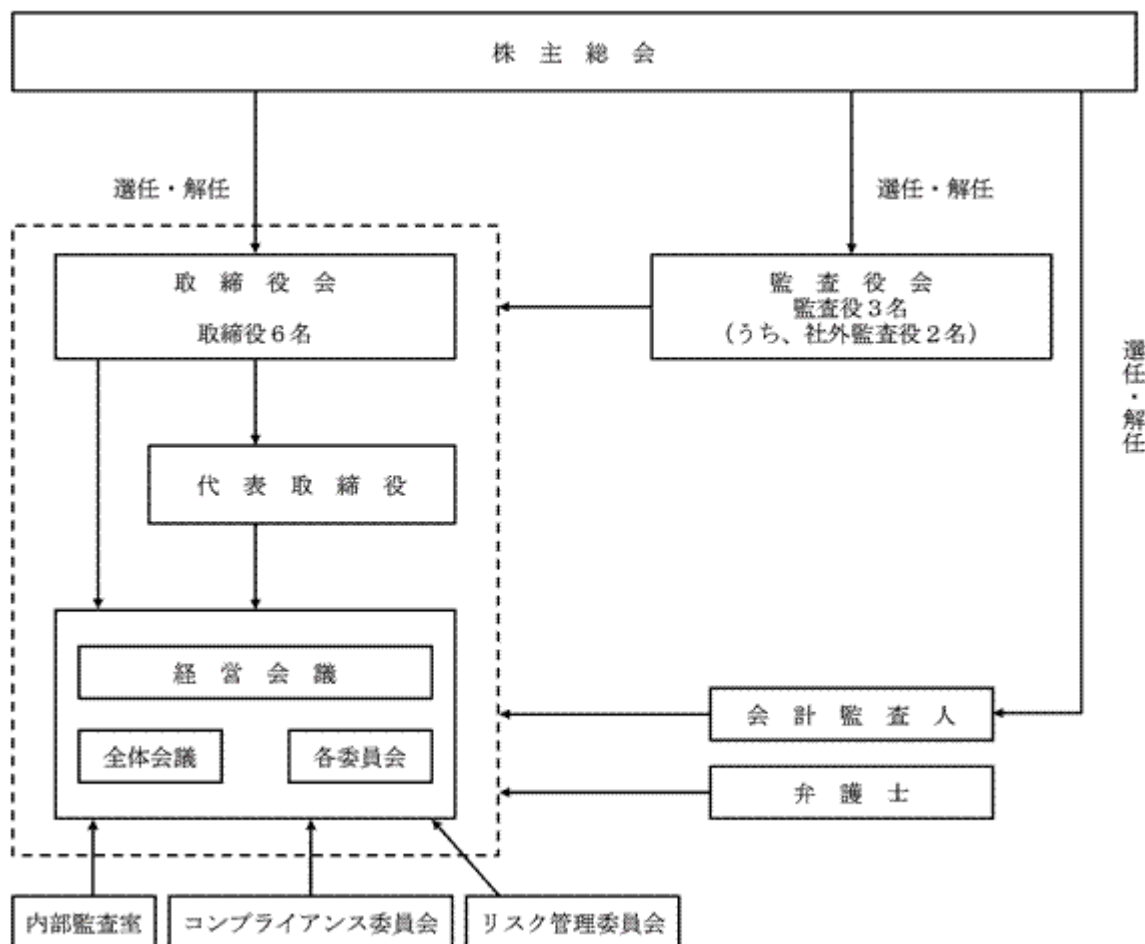 株主総会
選任・解任
選任・解任
取締役会
取締役６名
監査役会
監査役３名
（うち、社外監査役２名）
選任・解任
代表取締役
経営会議
全体会議
各委員会
会計監査人
弁護士
内部監査室
コンプライアンス委員会
リスク管理委員会